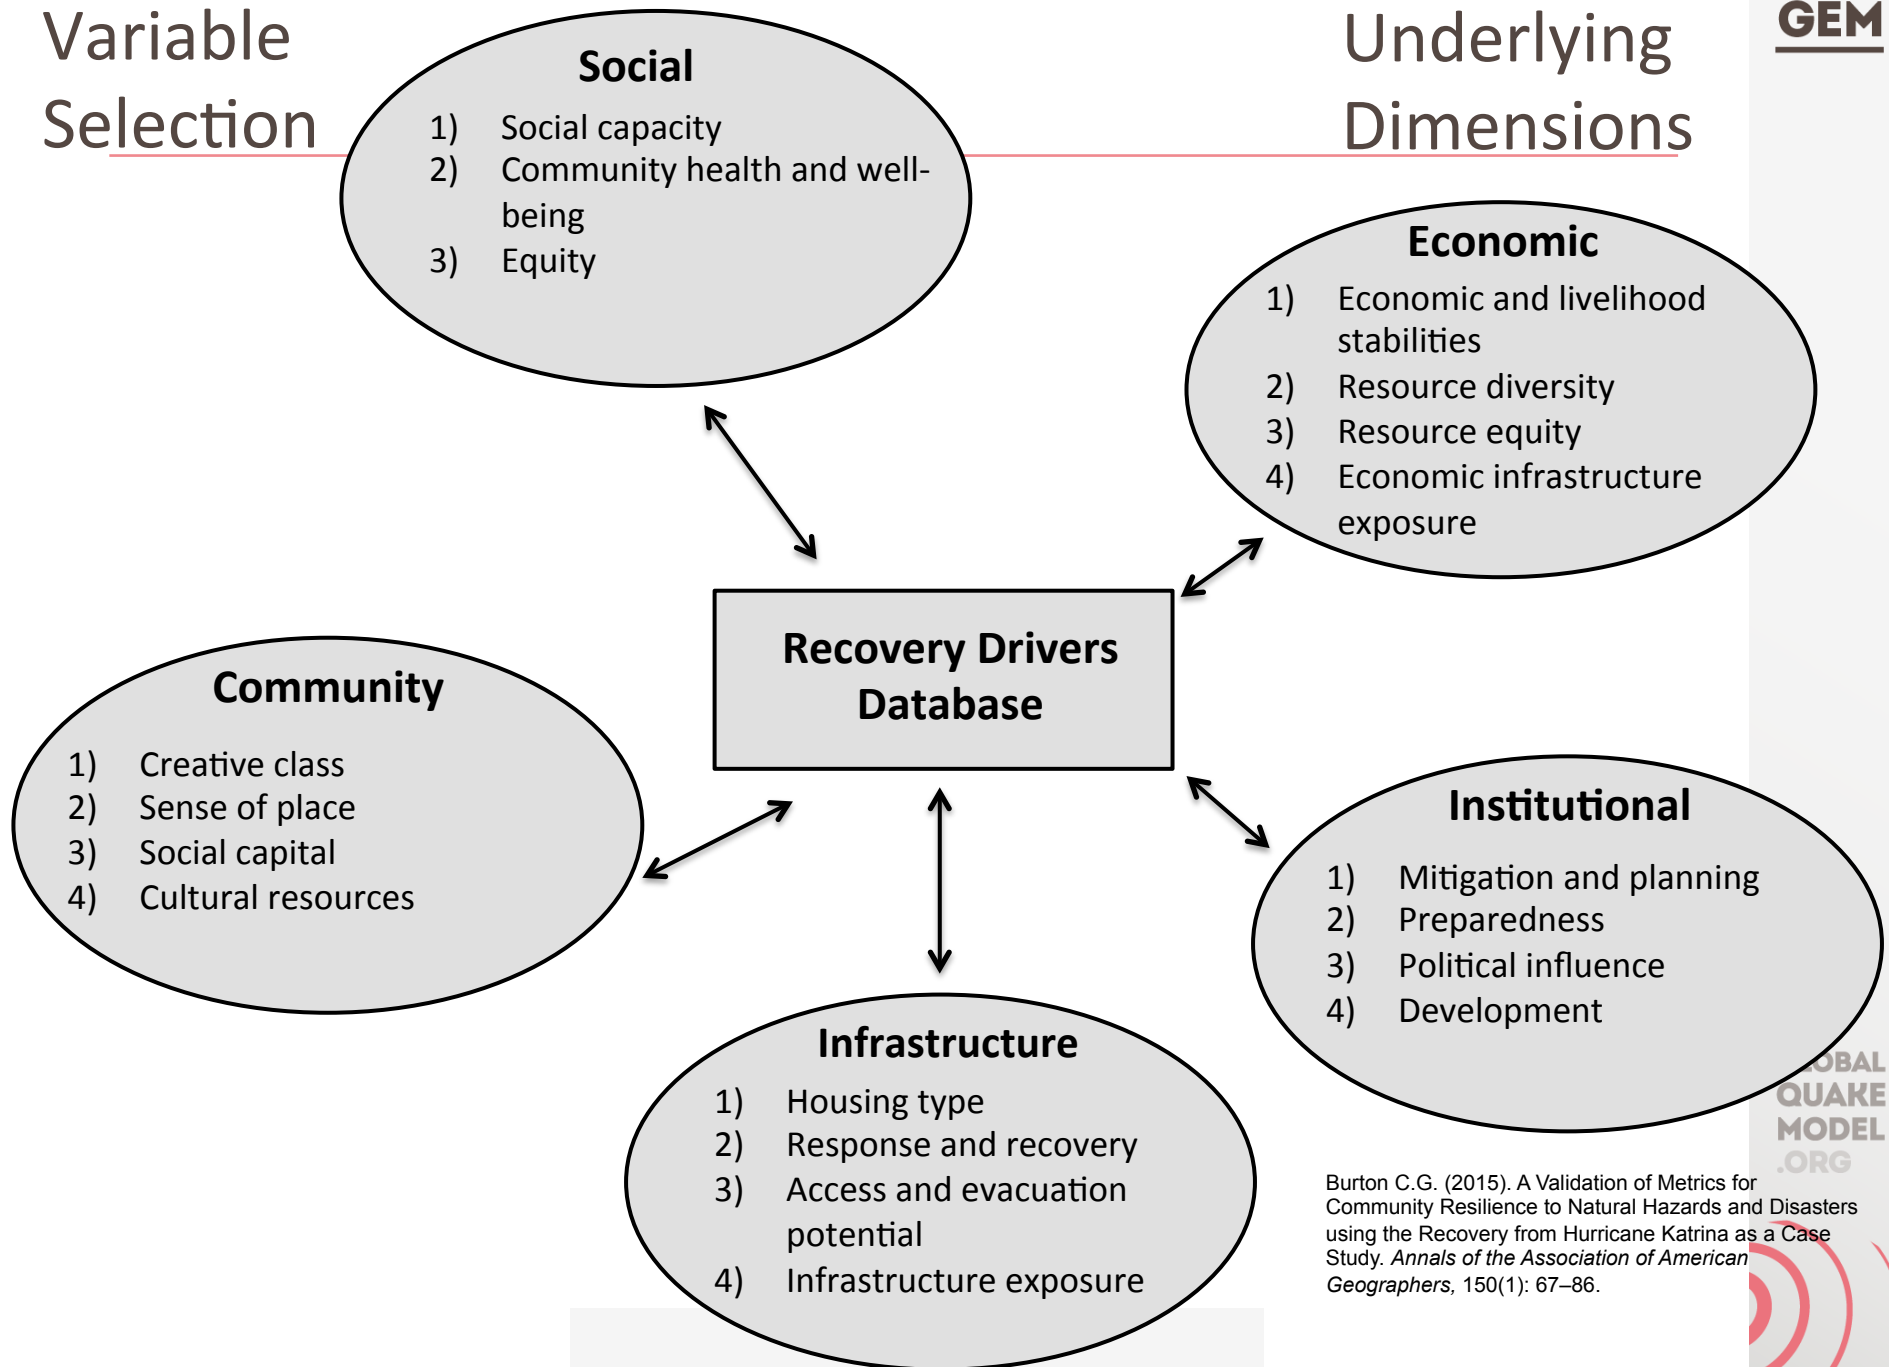 Variable
Selection
Underlying
Dimensions
GEM
Social
1) Social capacity
2) Community health and well-
being
3) Equity
Economic
1) Economic and livelihood
stabilities
2) Resource diversity
3) Resource equity
4) Economic infrastructure
exposure
Recovery Drivers
Database
Community
1) Creative class
2) Sense of place
3) Social capital
4) Cultural resources
Institutional
1) Mitigation and planning
2) Preparedness
3) Political influence
4) Development
Infrastructure
1) Housing type
2) Response and recovery
3) Access and evacuation
potential
4) Infrastructure exposure
OBAL
QUAKE
MODEL
.ORG
Burton C.G. (2015). A Validation of Metrics for
Community Resilience to Natural Hazards and Disasters
using the Recovery from Hurricane Katrina as a Case
Study. Annals of the Association of American
Geographers, 150(1): 67–86.